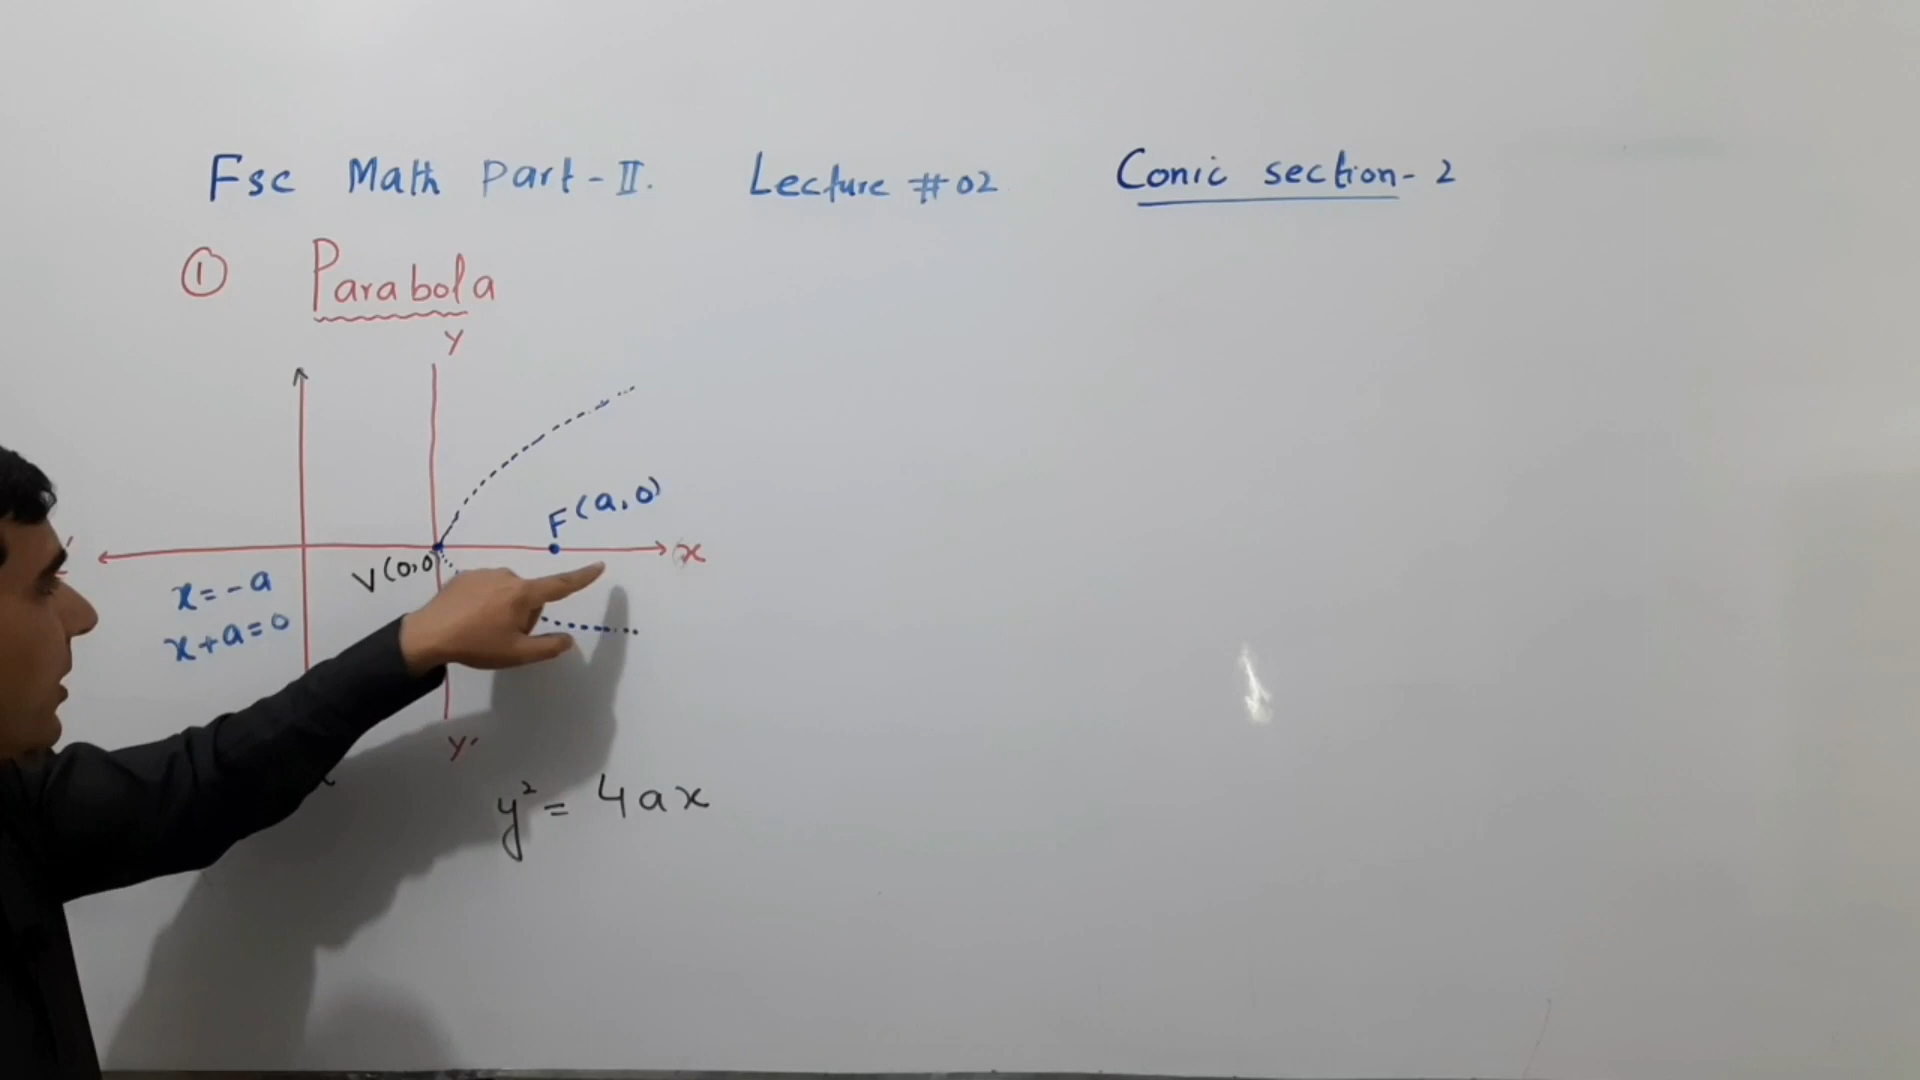 Fsc Math Part-II. Lecture #02 Conic section-2
① Parabola
Y
F(a,0)
x
V(0,0)
x=-a
x+a=0
Y'
y²= 4ax